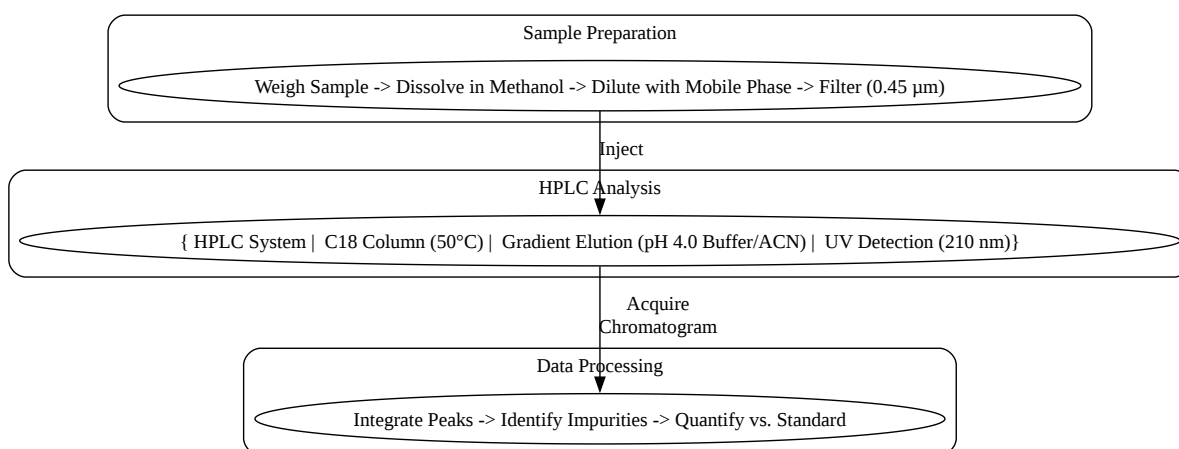 Sample Preparation
Weigh Sample -> Dissolve in Methanol -> Dilute with Mobile Phase -> Filter (0.45 µm)
Inject
HPLC Analysis
{ HPLC System | C18 Column (50°C) | Gradient Elution (pH 4.0 Buffer/ACN) | UV Detection (210 nm)}
Acquire
Chromatogram
Data Processing
Integrate Peaks -> Identify Impurities -> Quantify vs. Standard